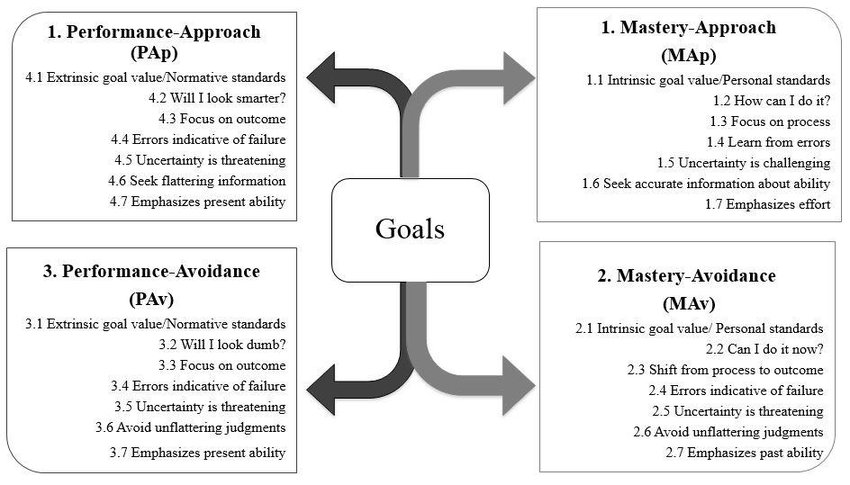 1. Performance-Approach
(PAp)
4.1 Extrinsic goal value/Normative standards
4.2 Will I look smarter?
4.3 Focus on outcome
4.4 Errors indicative of failure
4.5 Uncertainty is threatening
4.6 Seek flattering information
4.7 Emphasizes present ability
1. Mastery-Approach
(MAp)
1.1 Intrinsic goal value/Personal standards
1.2 How can I do it?
1.3 Focus on process
1.4 Learn from errors
1.5 Uncertainty is challenging
1.6 Seek accurate information about ability
1.7 Emphasizes effort
Goals
3. Performance-Avoidance
(PAv)
3.1 Extrinsic goal value/Normative standards
3.2 Will I look dumb?
3.3 Focus on outcome
3.4 Errors indicative of failure
3.5 Uncertainty is threatening
3.6 Avoid unflattering judgments
3.7 Emphasizes present ability
2. Mastery-Avoidance
(MAv)
2.1 Intrinsic goal value/ Personal standards
2.2 Can I do it now?
2.3 Shift from process to outcome
2.4 Errors indicative of failure
2.5 Uncertainty is threatening
2.6 Avoid unflattering judgments
2.7 Emphasizes past ability